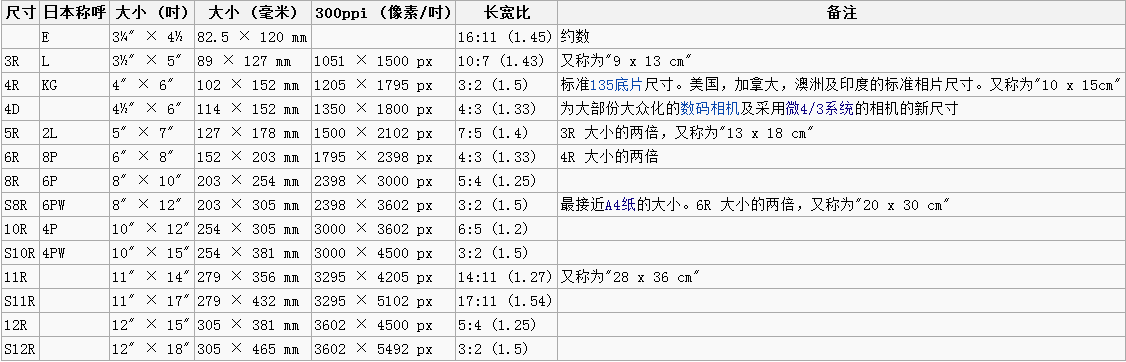 尺寸 日本称呼 大小 (吋) 大小 (毫米) 300ppi (像素/吋) 长宽比 备注
E 3¼" × 4½ 82.5 × 120 mm 16:11 (1.45) 约数
3R L 3½" × 5" 89 × 127 mm 1051 × 1500 px 10:7 (1.43) 又称为"9 x 13 cm"
4R KG 4" × 6" 102 × 152 mm 1205 × 1795 px 3:2 (1.5) 标准135底片尺寸。美国，加拿大，澳洲及印度的标准相片尺寸。又称为"10 x 15cm"
4D 4½" × 6" 114 × 152 mm 1350 × 1800 px 4:3 (1.33) 为大部份大众化的数码相机及采用微4/3系统的相机的新尺寸
5R 2L 5" × 7" 127 × 178 mm 1500 × 2102 px 7:5 (1.4) 3R 大小的两倍，又称为"13 x 18 cm"
6R 8P 6" × 8" 152 × 203 mm 1795 × 2398 px 4:3 (1.33) 4R 大小的两倍
8R 6P 8" × 10" 203 × 254 mm 2398 × 3000 px 5:4 (1.25)
S8R 6PW 8" × 12" 203 × 305 mm 2398 × 3602 px 3:2 (1.5) 最接近A4纸的大小。6R 大小的两倍，又称为"20 x 30 cm"
10R 4P 10" × 12" 254 × 305 mm 3000 × 3602 px 6:5 (1.2)
S10R 4PW 10" × 15" 254 × 381 mm 3000 × 4500 px 3:2 (1.5)
11R 11" × 14" 279 × 356 mm 3295 × 4205 px 14:11 (1.27) 又称为"28 x 36 cm"
S11R 11" × 17" 279 × 432 mm 3295 × 5102 px 17:11 (1.54)
12R 12" × 15" 305 × 381 mm 3602 × 4500 px 5:4 (1.25)
S12R 12" × 18" 305 × 465 mm 3602 × 5492 px 3:2 (1.5)